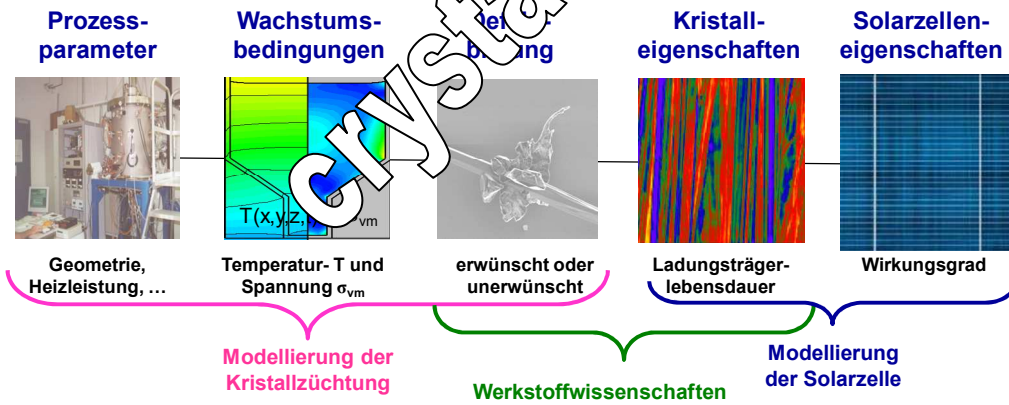 Prozess-
parameter
Wachstums-
bedingungen
Kristall-
eigenschaften
Solarzellen-
eigenschaften
crysta
T(x,y,z,
vm
Geometrie,
Heizleistung, …
Temperatur- T und
Spannung σvm
erwünscht oder
unerwünscht
Ladungsträger-
lebensdauer
Wirkungsgrad
Modellierung der
Kristallzüchtung
Werkstoffwissenschaften
Modellierung
der Solarzelle